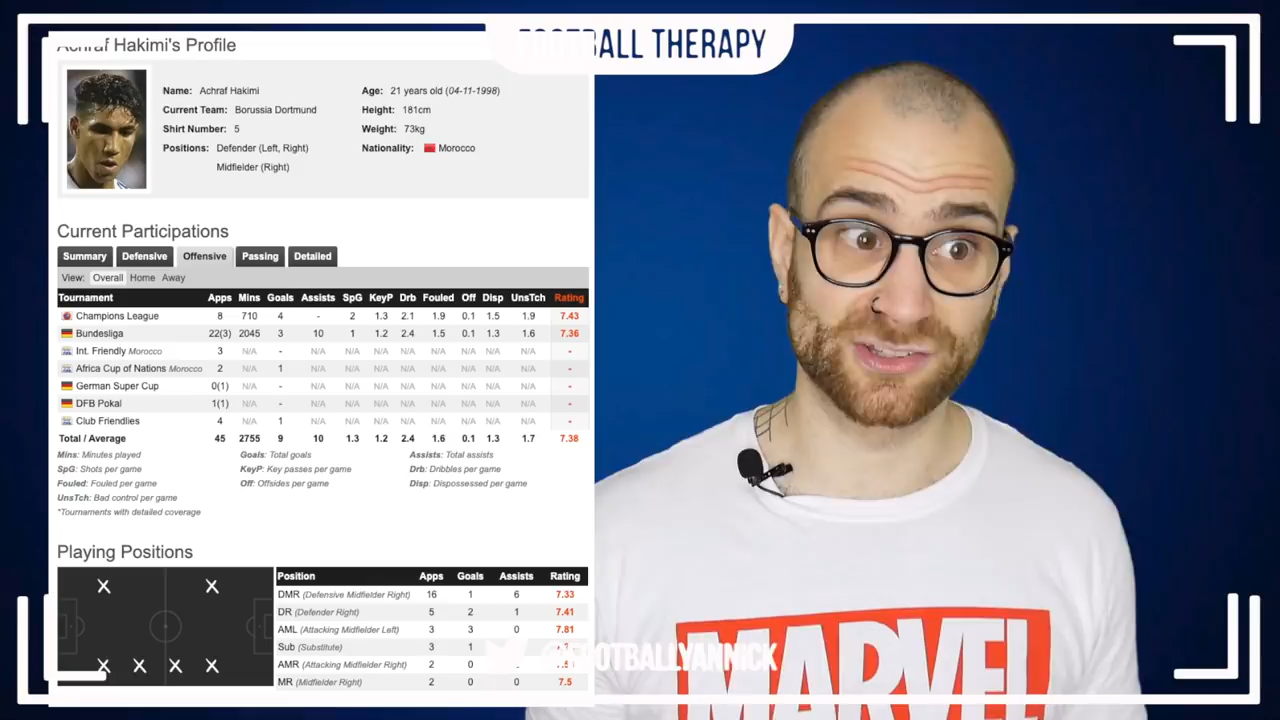 FOOTBALL THERAPY
Achraf Hakimi's Profile
Name: Achraf Hakimi
Current Team: Borussia Dortmund
Shirt Number: 5
Positions: Defender (Left, Right)
Midfielder (Right)
Age: 21 years old (04-11-1998)
Height: 181cm
Weight: 73kg
Nationality: Morocco
Current Participations
Summary Defensive Offensive Passing Detailed
View: Overall Home Away
Tournament Apps Mins Goals Assists SpG KeyP Drb Fouled Off Disp UnsTch Rating
Champions League 8 710 4 - 2 1.3 2.1 1.9 0.1 1.5 1.9 7.43
Bundesliga 22(3) 2045 3 10 1 1.2 2.4 1.5 0.1 1.3 1.6 7.36
Int. Friendly Morocco 3 N/A - N/A N/A N/A N/A N/A N/A N/A N/A -
Africa Cup of Nations Morocco 2 N/A 1 N/A N/A N/A N/A N/A N/A N/A N/A -
German Super Cup 0(1) N/A - N/A N/A N/A N/A N/A N/A N/A N/A -
DFB Pokal 1(1) N/A - N/A N/A N/A N/A N/A N/A N/A N/A -
Club Friendlies 4 N/A 1 N/A N/A N/A N/A N/A N/A N/A N/A -
Total / Average 45 2755 9 10 1.3 1.2 2.4 1.6 0.1 1.3 1.7 7.38
Mins: Minutes played Goals: Total goals Assists: Total assists
SpG: Shots per game KeyP: Key passes per game Drb: Dribbles per game
Fouled: Fouled per game Off: Offsides per game Disp: Dispossessed per game
UnsTch: Bad control per game
*Tournaments with detailed coverage
Playing Positions
Position Apps Goals Assists Rating
DMR (Defensive Midfielder Right) 16 1 6 7.33
DR (Defender Right) 5 2 1 7.41
AML (Attacking Midfielder Left) 3 3 0 7.81
Sub (Substitute) 3 1
AMR (Attacking Midfielder Right) 2 0
MR (Midfielder Right) 2 0 0 7.5
@FOOTBALLYANNICK
MARVEL